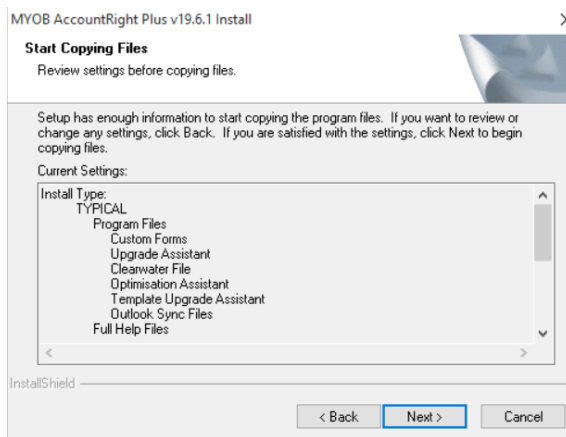 MYOB AccountRight Plus v19.6.1 Install
Start Copying Files
Review settings before copying files.
Setup has enough information to start copying the program files. If you want to review or
change any settings, click Back. If you are satisfied with the settings, click Next to begin
copying files.
Current Settings:
Install Type:
TYPICAL
Program Files
Custom Forms
Upgrade Assistant
Clearwater File
Optimisation Assistant
Template Upgrade Assistant
Outlook Sync Files
Full Help Files
InstallShield
< Back Next > Cancel